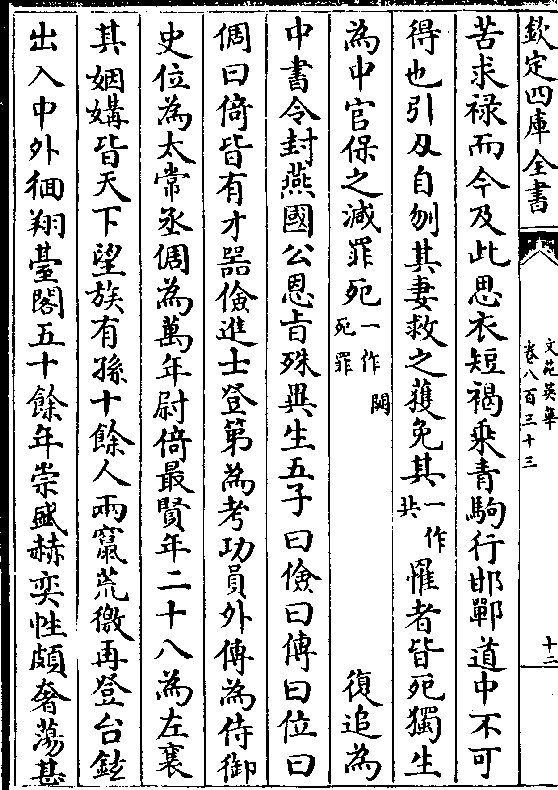 欽定四庫全書
文苑英華
卷八百三十三
十二
苦求禄而今及此思衣短褐乘青駒行邯鄲道中不可
得也引刄自刎其妻救之獲免其一作共罹者皆死獨生
為中官保之減罪死一作死罪闕復追為
中書令封燕國公恩旨殊異生五子曰儉曰傳曰位曰
倜曰倚皆有才器儉進士登第為考功員外傳為侍御
史位為太常丞倜為萬年尉倚最賢年二十八為左襄
其姻媾皆天下望族有孫十餘人兩竄荒徼再登台鉉
出入中外徊翔臺閣五十餘年崇盛赫奕性頗奢蕩甚